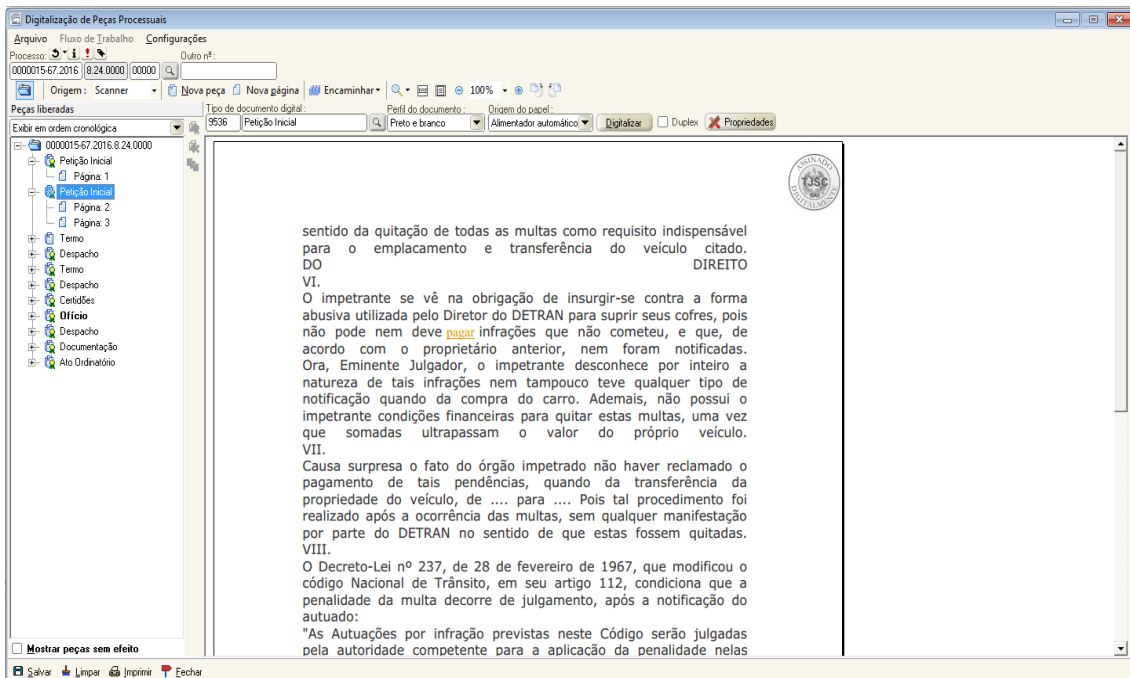 Digitalização de Peças Processuais
Arquivo Fluxo de Trabalho Configurações
Processo: Outro nº :
0000015-67.2016 8.24.0000 00000
Origem : Scanner Nova peça Nova página Encaminhar 100%
Peças liberadas Tipo de documento digital : Perfil do documento : Origem do papel :
Exibir em ordem cronológica 9536 Petição Inicial Preto e branco Alimentador automático Digitalizar Duplex Propriedades
0000015-67.2016.8.24.0000
Petição Inicial
Página: 1
Petição Inicial
Página: 2
Página: 3
Termo
Despacho
Termo
Despacho
Certidões
Ofício
Despacho
Documentação
Ato Ordinatório
ASSINADO
TJSC
DIGITALMENTE
sentido da quitação de todas as multas como requisito indispensável
para o emplacamento e transferência do veículo citado.
DO DIREITO
VI.
O impetrante se vê na obrigação de insurgir-se contra a forma
abusiva utilizada pelo Diretor do DETRAN para suprir seus cofres, pois
não pode nem deve pagar infrações que não cometeu, e que, de
acordo com o proprietário anterior, nem foram notificadas.
Ora, Eminente Julgador, o impetrante desconhece por inteiro a
natureza de tais infrações nem tampouco teve qualquer tipo de
notificação quando da compra do carro. Ademais, não possui o
impetrante condições financeiras para quitar estas multas, uma vez
que somadas ultrapassam o valor do próprio veículo.
VII.
Causa surpresa o fato do órgão impetrado não haver reclamado o
pagamento de tais pendências, quando da transferência da
propriedade do veículo, de .... para .... Pois tal procedimento foi
realizado após a ocorrência das multas, sem qualquer manifestação
por parte do DETRAN no sentido de que estas fossem quitadas.
VIII.
O Decreto-Lei nº 237, de 28 de fevereiro de 1967, que modificou o
código Nacional de Trânsito, em seu artigo 112, condiciona que a
penalidade da multa decorre de julgamento, após a notificação do
autuado:
"As Autuações por infração previstas neste Código serão julgadas
pela autoridade competente para a aplicação da penalidade nelas
Mostrar peças sem efeito
Salvar Limpar Imprimir Fechar